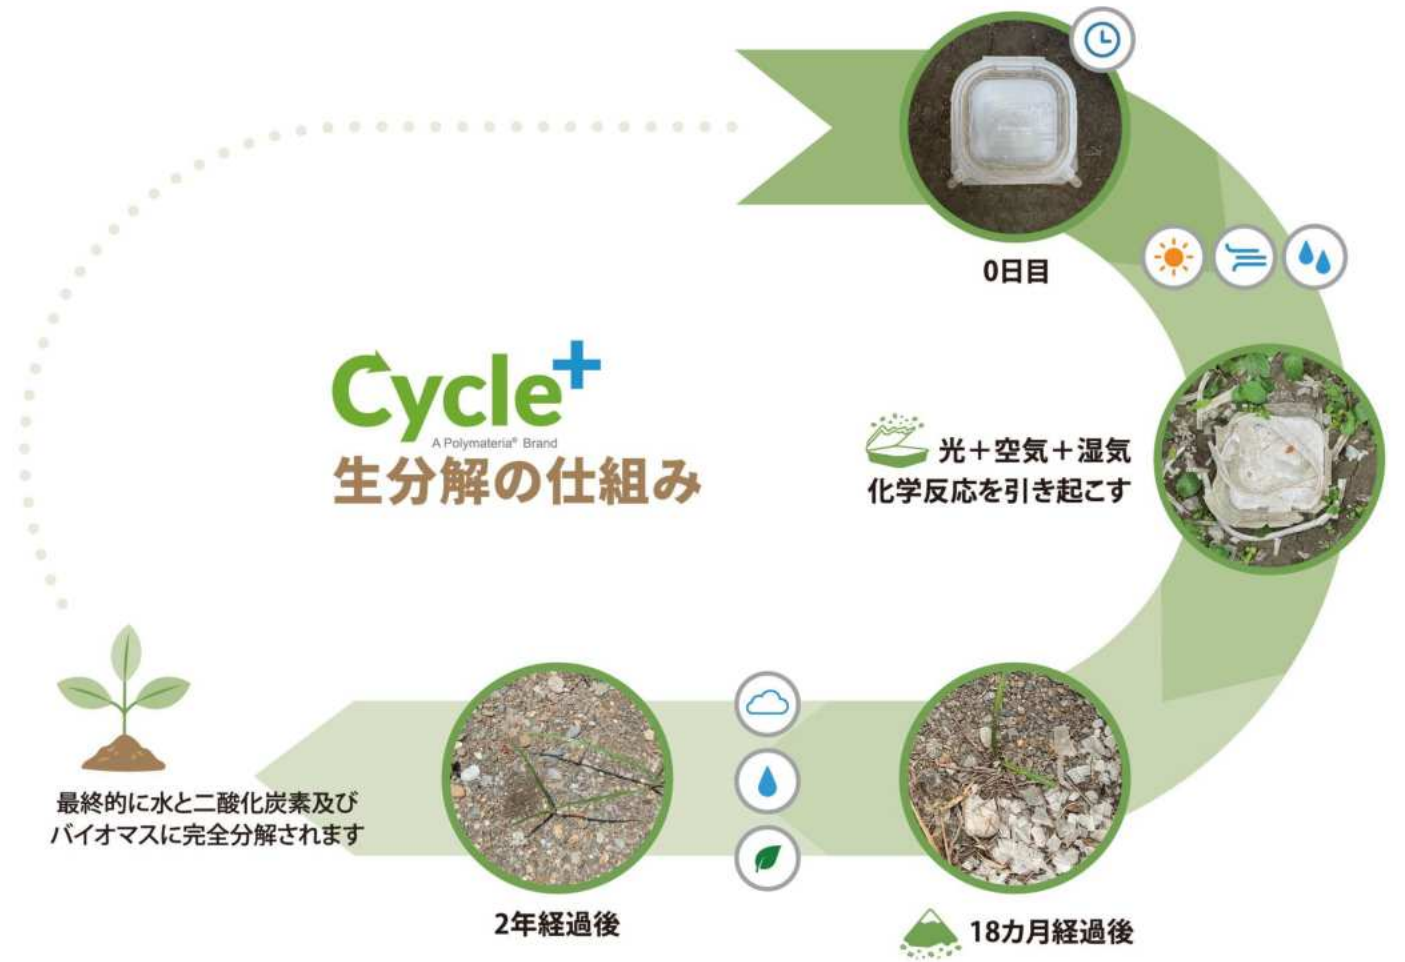 0日目
Cycle+
A Polymateria® Brand
生分解の仕組み
光＋空気＋湿気
化学反応を引き起こす
最終的に水と二酸化炭素及び
バイオマスに完全分解されます
2年経過後
18カ月経過後